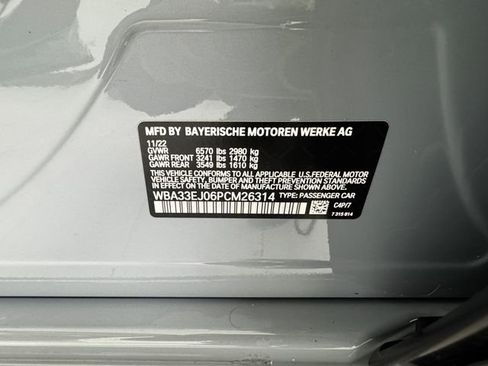 MFD BY BAYERISCHE MOTOREN WERKE AG
11/22
GVWR 6570 lbs 2980 kg
GAWR FRONT 3241 lbs 1470 kg
GAWR REAR 3549 lbs 1610 kg
THIS VEHICLE CONFORMS TO ALL APPLICABLE U.S. FEDERAL MOTOR
VEHICLE SAFETY, BUMPER AND THEFT PREVENTION STANDARDS
IN EFFECT ON THE DATE OF MANUFACTURE SHOWN ABOVE.
WBA33EJ06PCM26314 TYPE: PASSENGER CAR
C4P/7
7 315 814